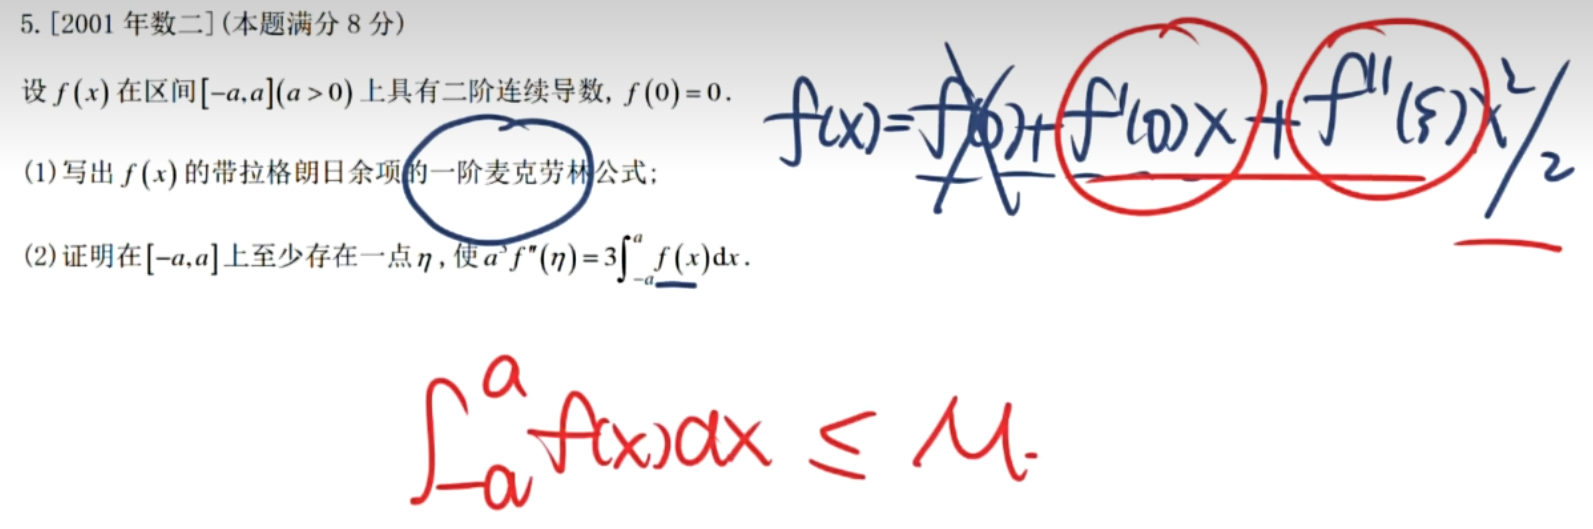 5. [2001 年数二] (本题满分 8 分)
设 f(x) 在区间[-a,a](a>0) 上具有二阶连续导数, f(0)=0.
f(x)=f(0)+f'(0)x+f''(ξ)x²/2
(1) 写出 f(x) 的带拉格朗日余项的一阶麦克劳林公式;
(2) 证明在[-a,a]上至少存在一点η, 使 a³f″(η)=3∫₋ₐᵃ f(x)dx.
∫₋ₐᵃ f(x)dx ≤ M.